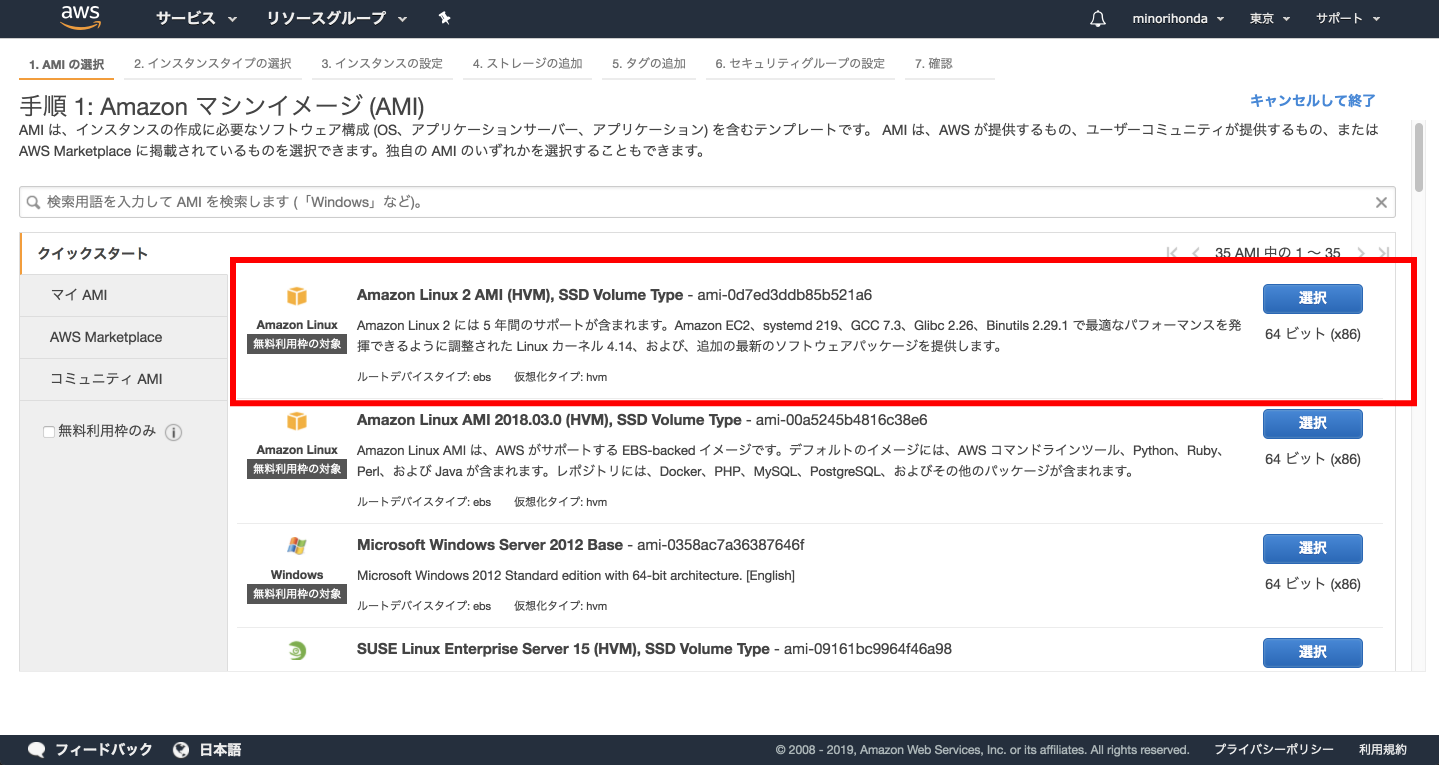 aws サービス リソースグループ minorihonda 東京 サポート
1. AMI の選択 2. インスタンスタイプの選択 3. インスタンスの設定 4. ストレージの追加 5. タグの追加 6. セキュリティグループの設定 7. 確認
手順 1: Amazon マシンイメージ (AMI)
キャンセルして終了
AMI は、インスタンスの作成に必要なソフトウェア構成 (OS、アプリケーションサーバー、アプリケーション) を含むテンプレートです。 AMI は、AWS が提供するもの、ユーザーコミュニティが提供するもの、または
AWS Marketplace に掲載されているものを選択できます。独自の AMI のいずれかを選択することもできます。
検索用語を入力して AMI を検索します (「Windows」など)。
クイックスタート
マイ AMI
AWS Marketplace
コミュニティ AMI
無料利用枠のみ
35 AMI 中の 1 〜 35
Amazon Linux
無料利用枠の対象
Amazon Linux 2 AMI (HVM), SSD Volume Type - ami-0d7ed3ddb85b521a6
Amazon Linux 2 には 5 年間のサポートが含まれます。Amazon EC2、systemd 219、GCC 7.3、Glibc 2.26、Binutils 2.29.1 で最適なパフォーマンスを発
揮できるように調整された Linux カーネル 4.14、および、追加の最新のソフトウェアパッケージを提供します。
ルートデバイスタイプ: ebs 仮想化タイプ: hvm
選択
64 ビット (x86)
Amazon Linux
無料利用枠の対象
Amazon Linux AMI 2018.03.0 (HVM), SSD Volume Type - ami-00a5245b4816c38e6
Amazon Linux AMI は、AWS がサポートする EBS-backed イメージです。デフォルトのイメージには、AWS コマンドラインツール、Python、Ruby、
Perl、および Java が含まれます。レポジトリには、Docker、PHP、MySQL、PostgreSQL、およびその他のパッケージが含まれます。
ルートデバイスタイプ: ebs 仮想化タイプ: hvm
選択
64 ビット (x86)
Windows
無料利用枠の対象
Microsoft Windows Server 2012 Base - ami-0358ac7a36387646f
Microsoft Windows 2012 Standard edition with 64-bit architecture. [English]
ルートデバイスタイプ: ebs 仮想化タイプ: hvm
選択
64 ビット (x86)
SUSE Linux Enterprise Server 15 (HVM), SSD Volume Type - ami-09161bc9964f46a98
選択
フィードバック 日本語 © 2008 - 2019, Amazon Web Services, Inc. or its affiliates. All rights reserved. プライバシーポリシー 利用規約